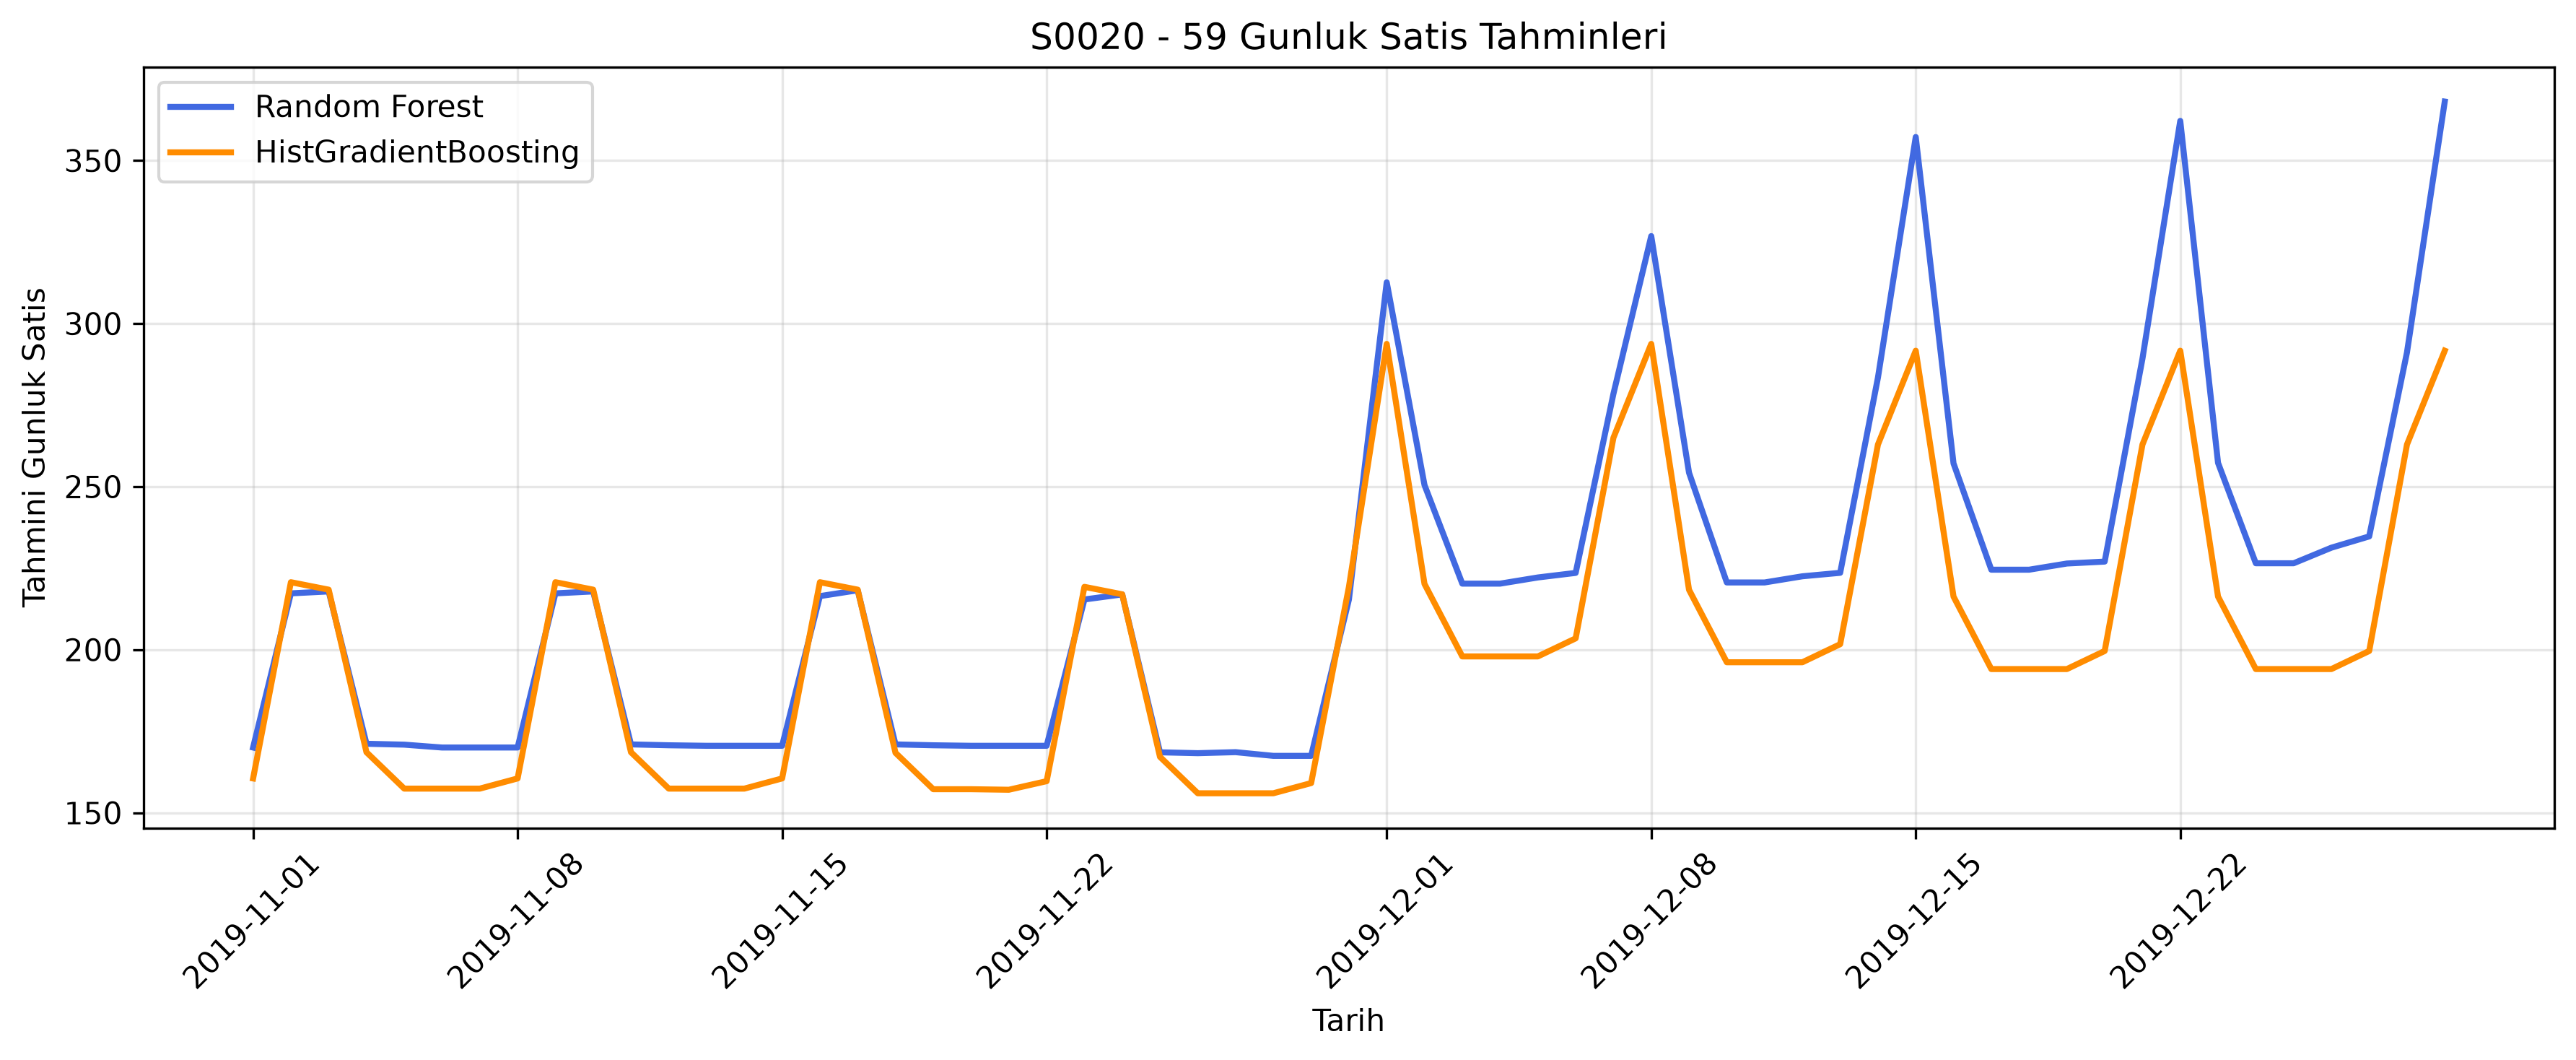 S0020 - 59 Gunluk Satis Tahminleri
Random Forest
HistGradientBoosting
Tahmini Gunluk Satis
350
300
250
200
150
2019-11-01
2019-11-08
2019-11-15
2019-11-22
2019-12-01
2019-12-08
2019-12-15
2019-12-22
Tarih